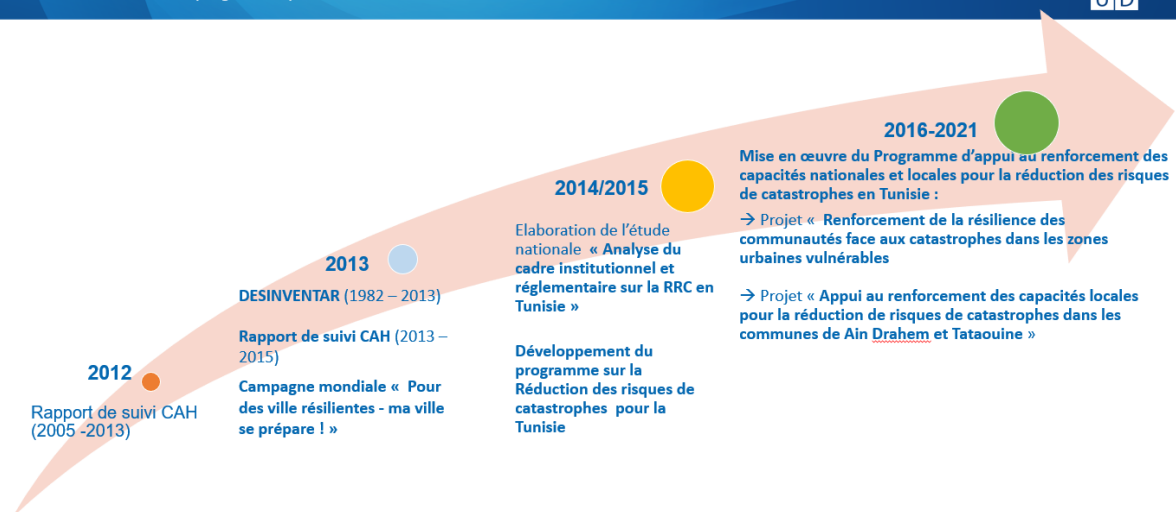 2012
Rapport de suivi CAH
(2005 -2013)
2013
DESINVENTAR (1982 – 2013)
Rapport de suivi CAH (2013 –
2015)
Campagne mondiale «  Pour
des ville résilientes - ma ville
se prépare ! »
2014/2015
Elaboration de l'étude
nationale  « Analyse du
cadre institutionnel et
réglementaire sur la RRC en
Tunisie »
Développement du
programme sur la
Réduction des risques de
catastrophes  pour la
Tunisie
2016-2021
Mise en œuvre du Programme d'appui au renforcement des
capacités nationales et locales pour la réduction des risques
de catastrophes en Tunisie :
→ Projet «  Renforcement de la résilience des
communautés face aux catastrophes dans les zones
urbaines vulnérables
→ Projet « Appui au renforcement des capacités locales
pour la réduction de risques de catastrophes dans les
communes de Ain Drahem et Tataouine »